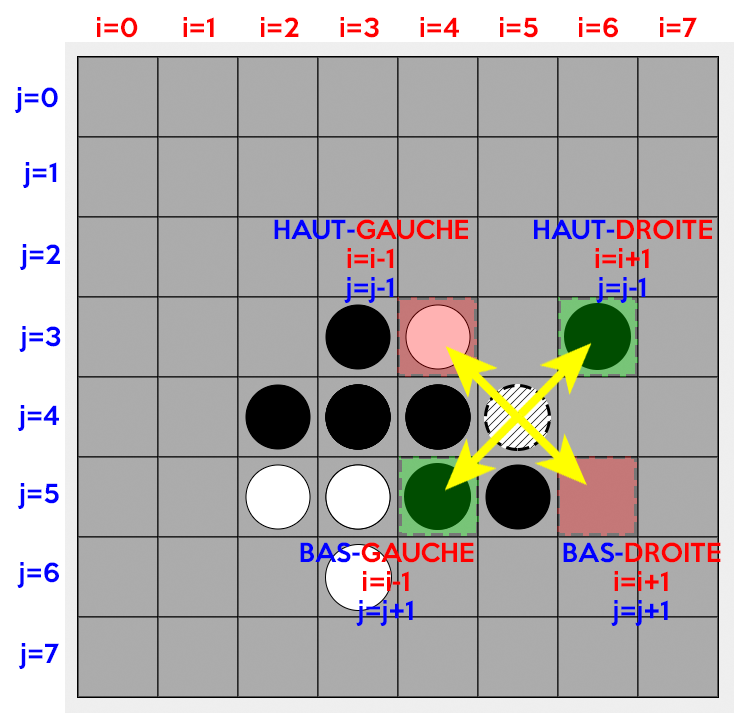 i=0 i=1 i=2 i=3 i=4 i=5 i=6 i=7
j=0
j=1
HAUT-GAUCHE HAUT-DROITE
j=2 i=i-1 i=i+1
j=j-1 j=j-1
j=3
j=4
j=5
BAS-GAUCHE BAS-DROITE
j=6 i=i-1 i=i+1
j=j+1 j=j+1
j=7